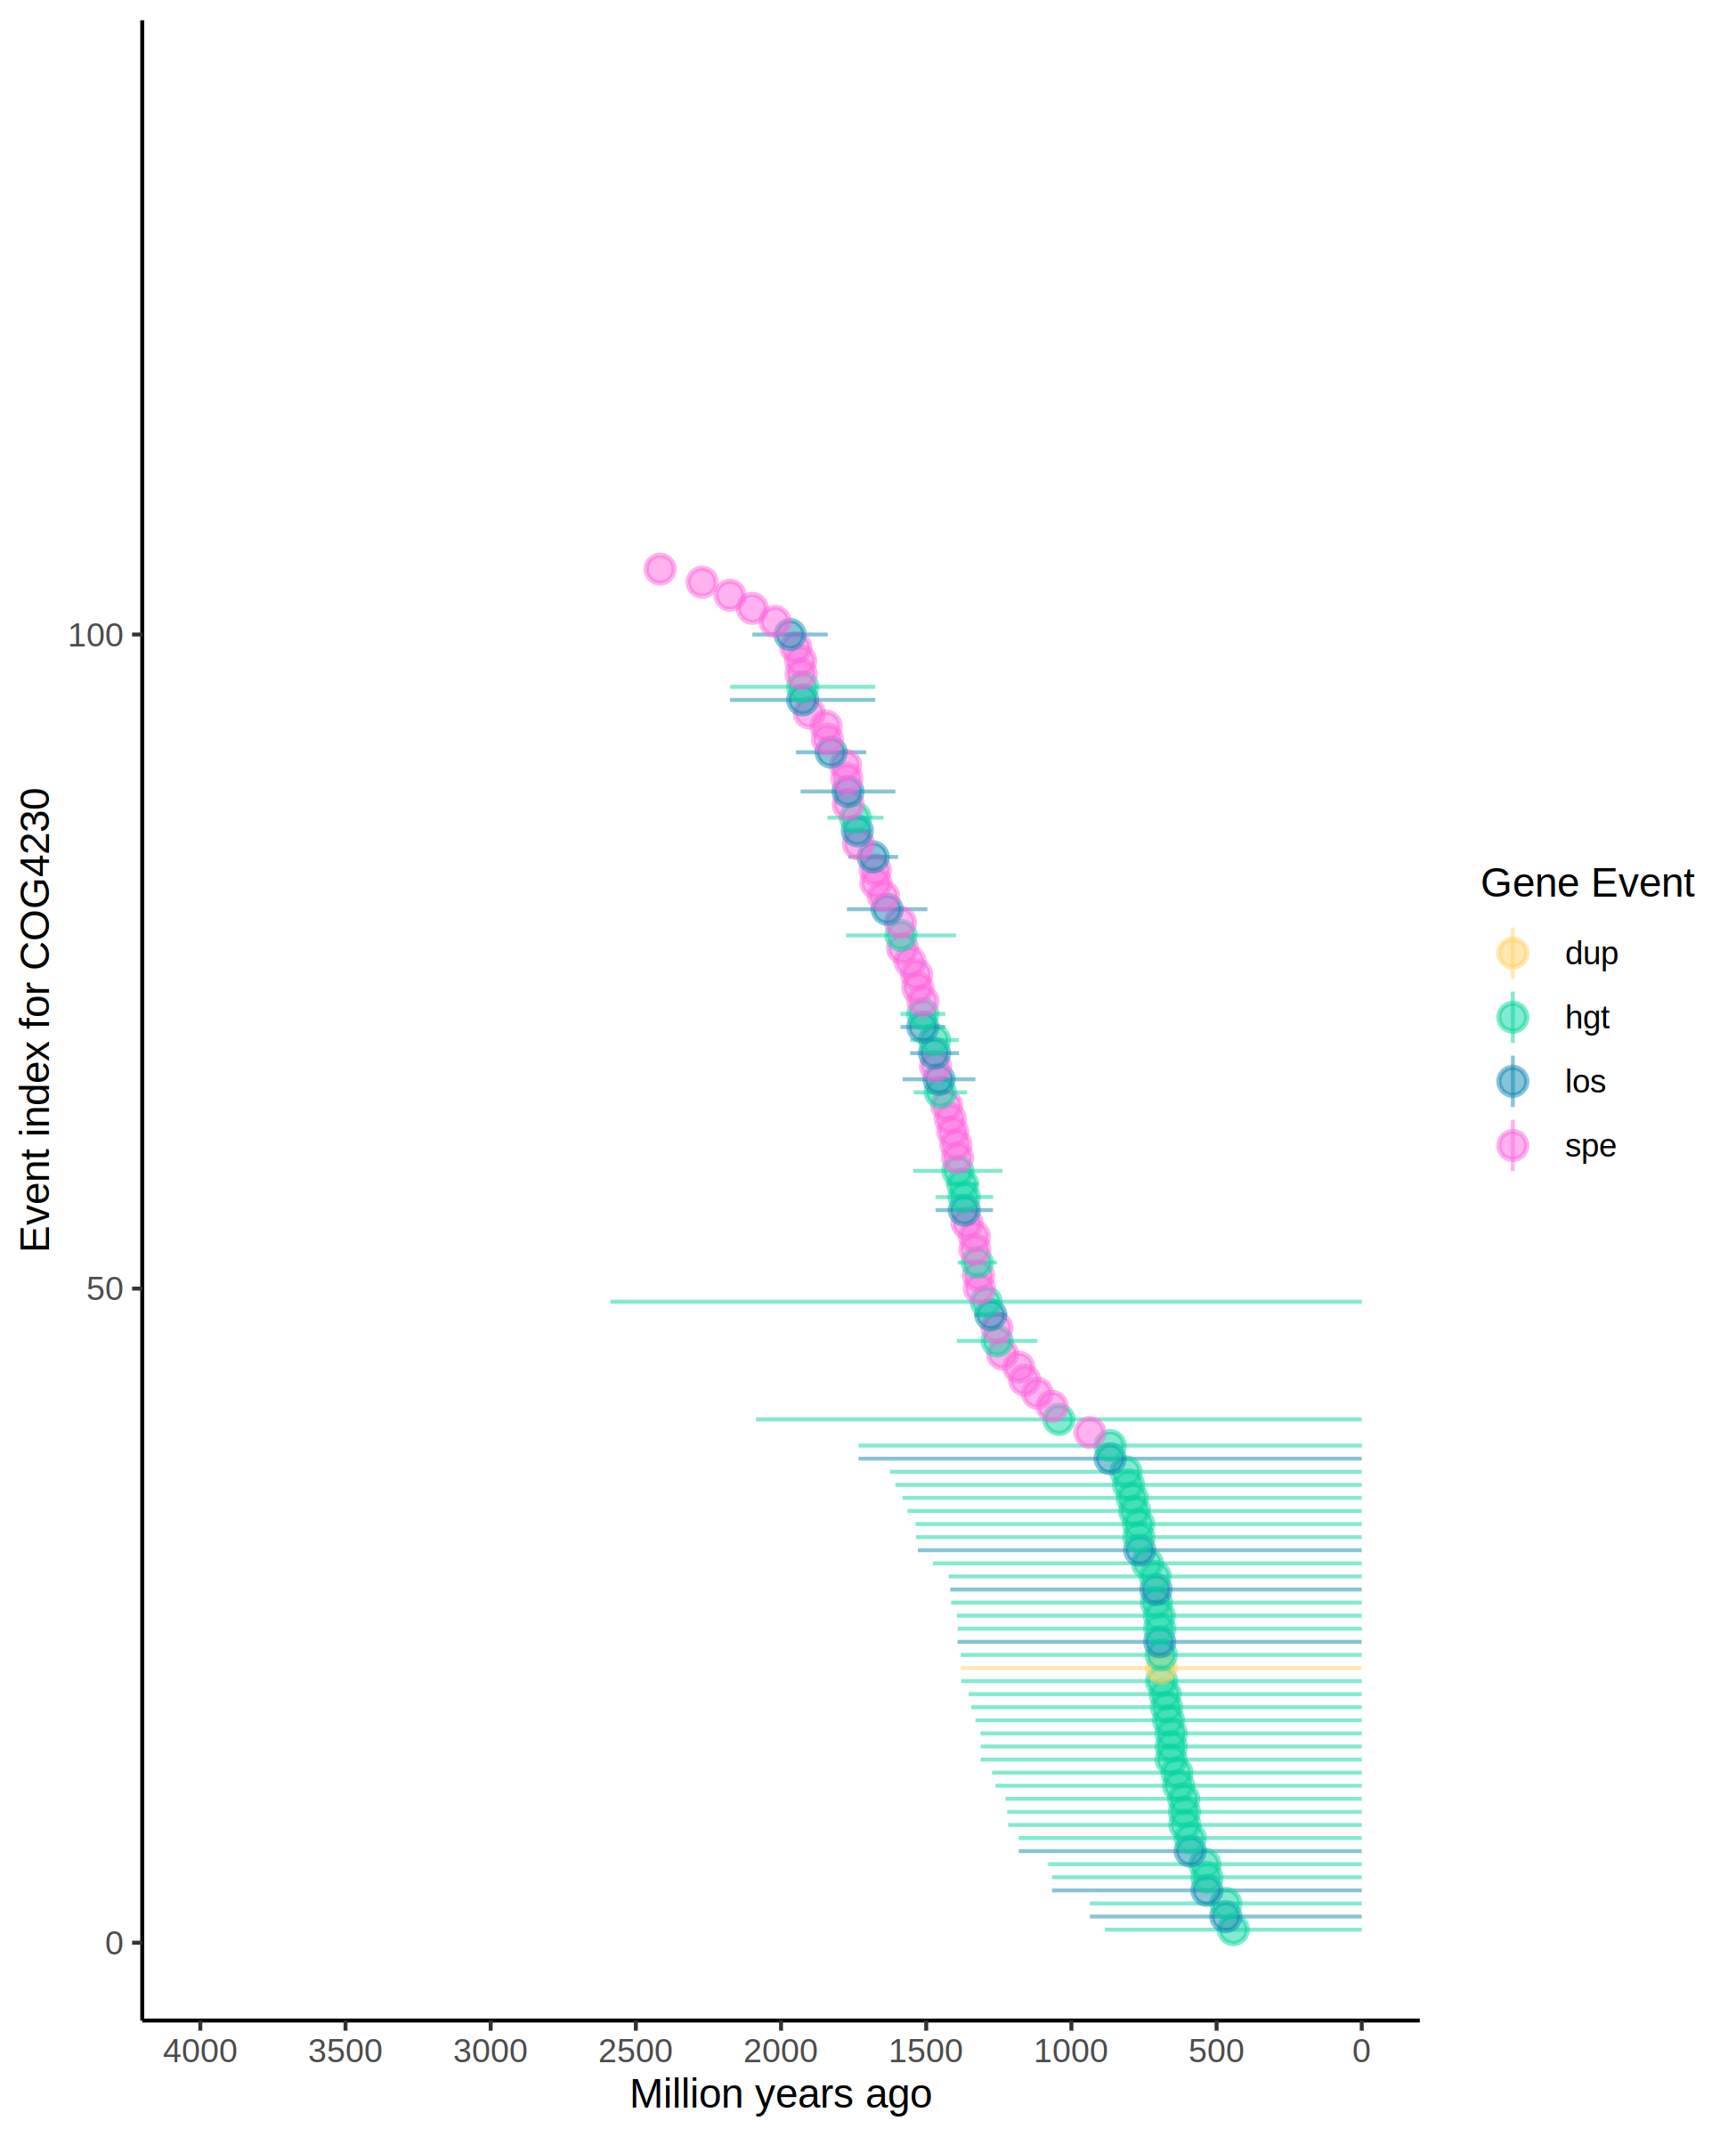 Event index for COG4230
100
50
0
4000 3500 3000 2500 2000 1500 1000 500 0
Million years ago
Gene Event
dup
hgt
los
spe